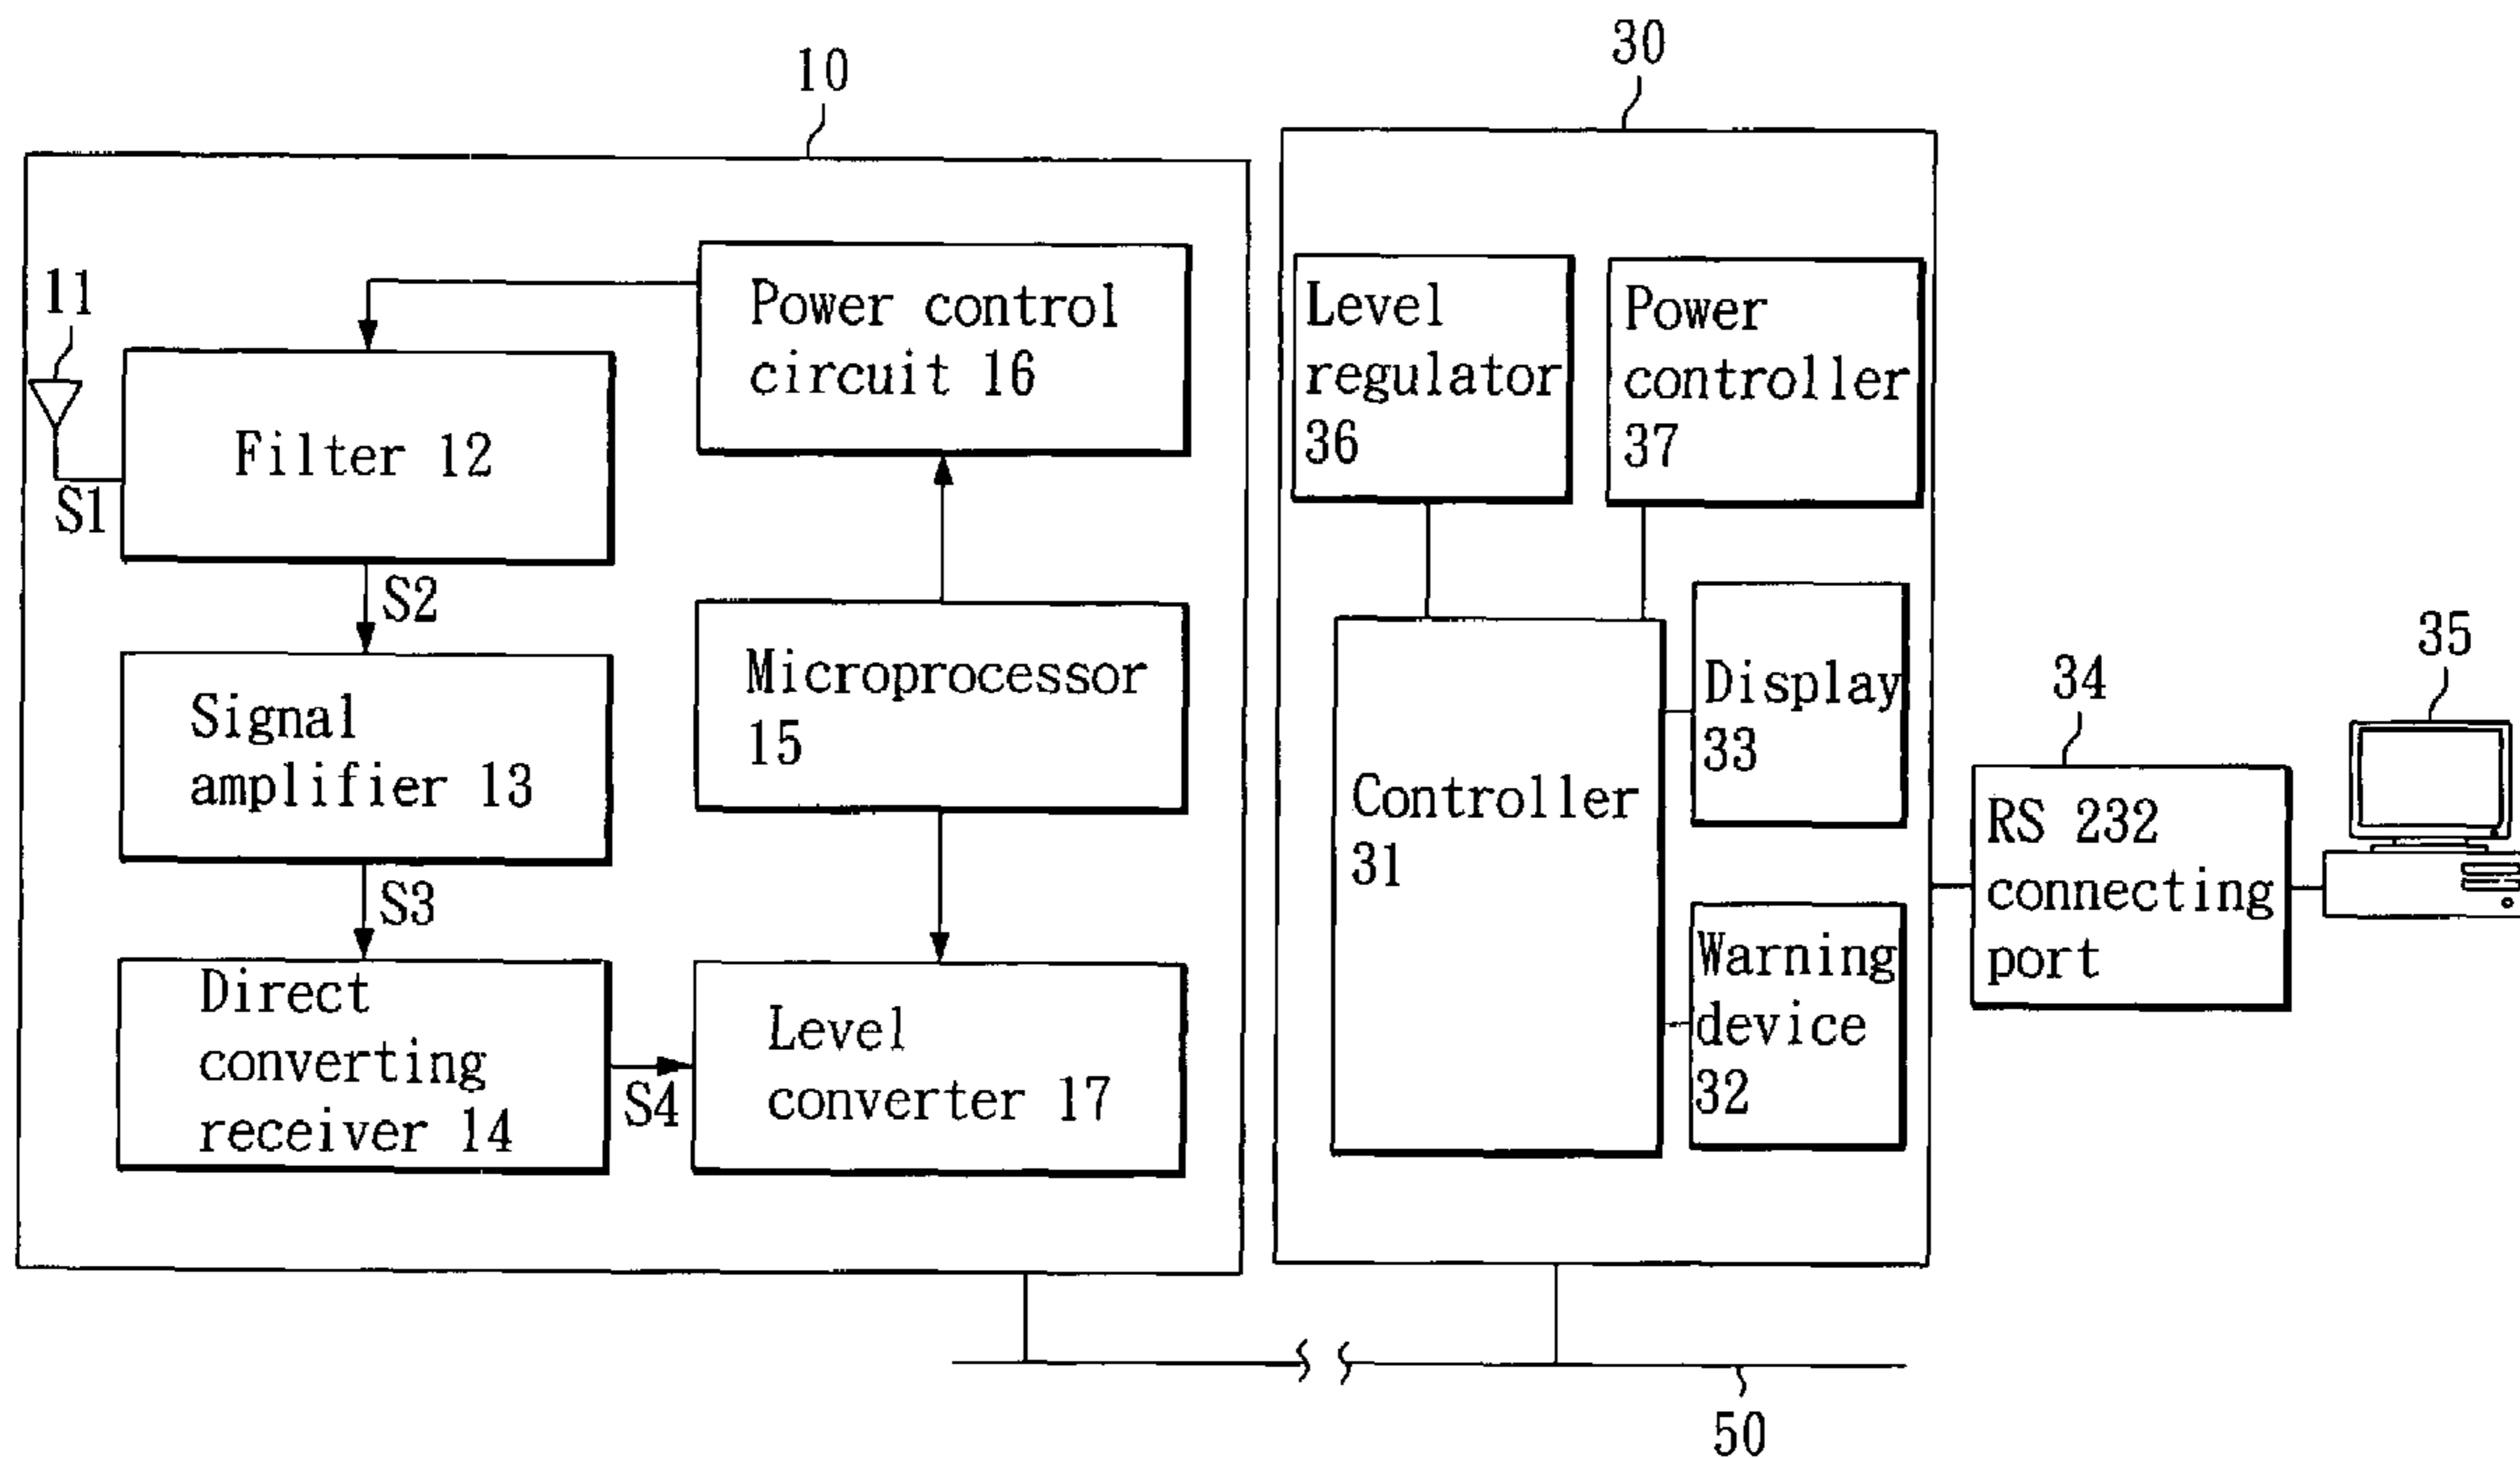 10
30
11
Power control
circuit 16
Level
regulator
36
Power
controller
37
Filter 12
S1
S2
Signal
amplifier 13
Microprocessor
15
Controller
31
Display
33
34
35
RS 232
connecting
port
S3
Direct
converting
receiver 14
S4
Level
converter 17
Warning
device
32
50